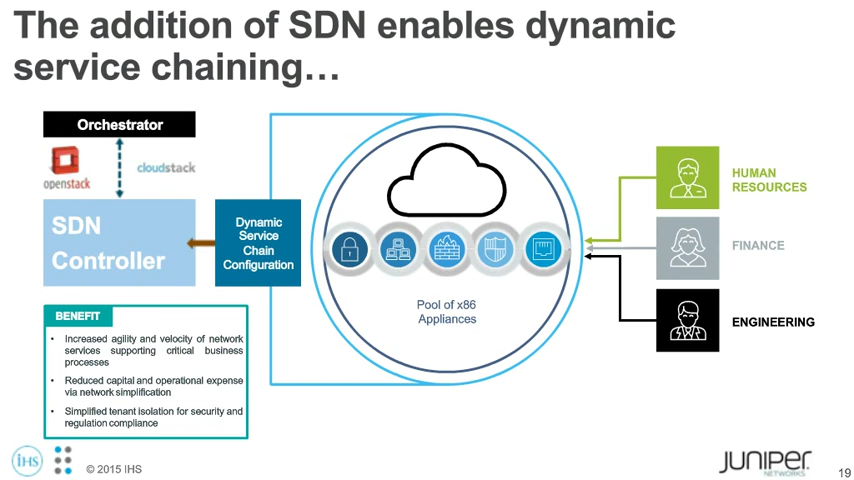 The addition of SDN enables dynamic
service chaining…
Orchestrator
openstack
cloudstack
SDN
Controller
Dynamic
Service
Chain
Configuration
Pool of x86
Appliances
HUMAN
RESOURCES
FINANCE
ENGINEERING
BENEFIT
• Increased agility and velocity of network
services supporting critical business
processes
• Reduced capital and operational expense
via network simplification
• Simplified tenant isolation for security and
regulation compliance
iHS
© 2015 IHS
JUNIPER
NETWORKS
19